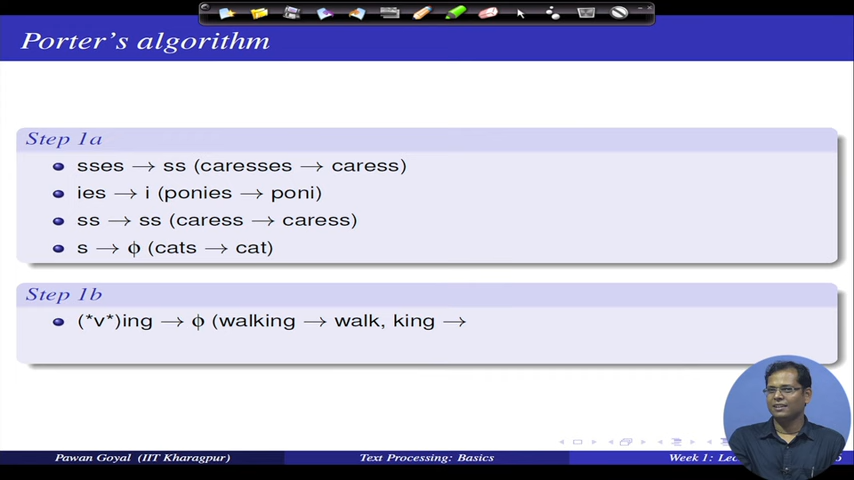 Porter's algorithm
Step 1a
sses → ss (caresses → caress)
ies → i (ponies → poni)
ss → ss (caress → caress)
s → ϕ (cats → cat)
Step 1b
(*v*)ing → ϕ (walking → walk, king →
Pawan Goyal (IIT Kharagpur) Text Processing: Basics Week 1: